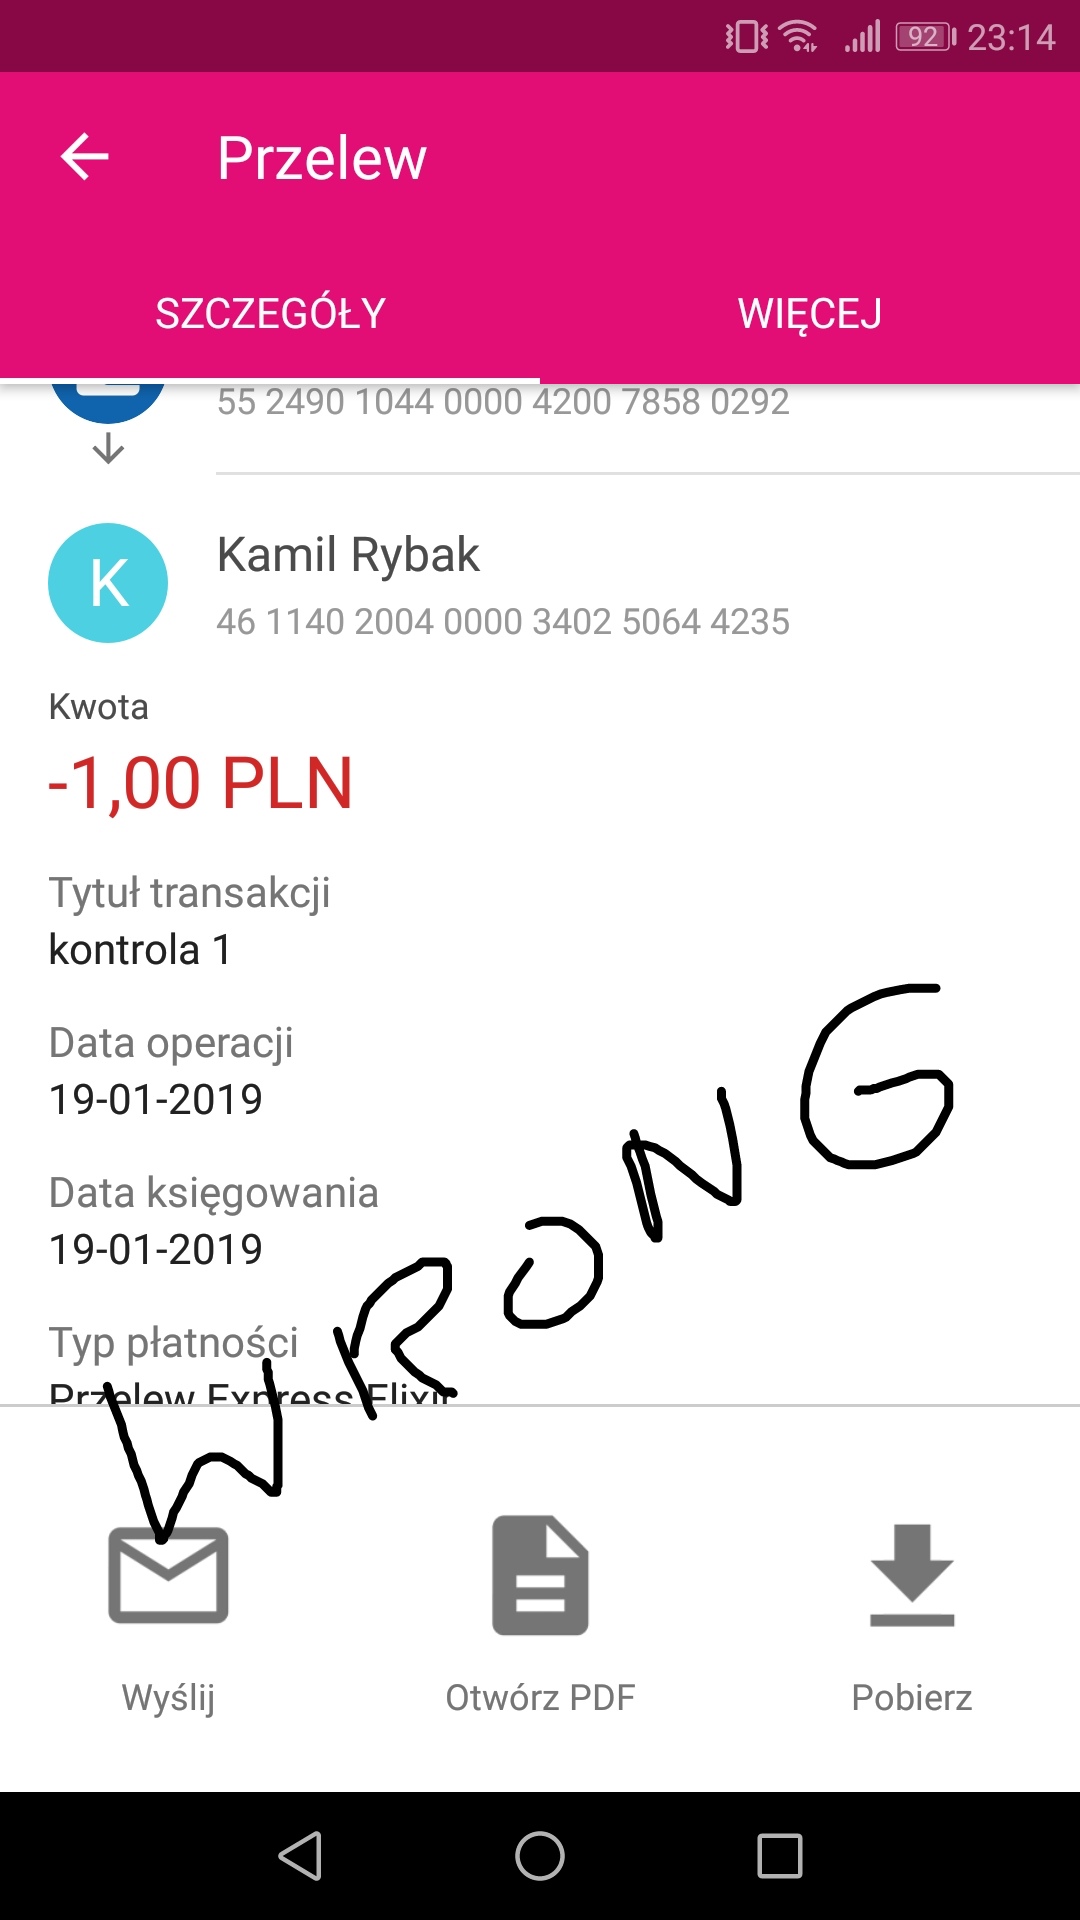 92 23:14
Przelew
SZCZEGÓŁY WIĘCEJ
55 2490 1044 0000 4200 7858 0292
K
Kamil Rybak
46 1140 2004 0000 3402 5064 4235
Kwota
-1,00 PLN
Tytuł transakcji
kontrola 1
Data operacji
19-01-2019
Data księgowania
19-01-2019
Typ płatności
Przelew Express Elixir
WRONG
Wyślij Otwórz PDF Pobierz